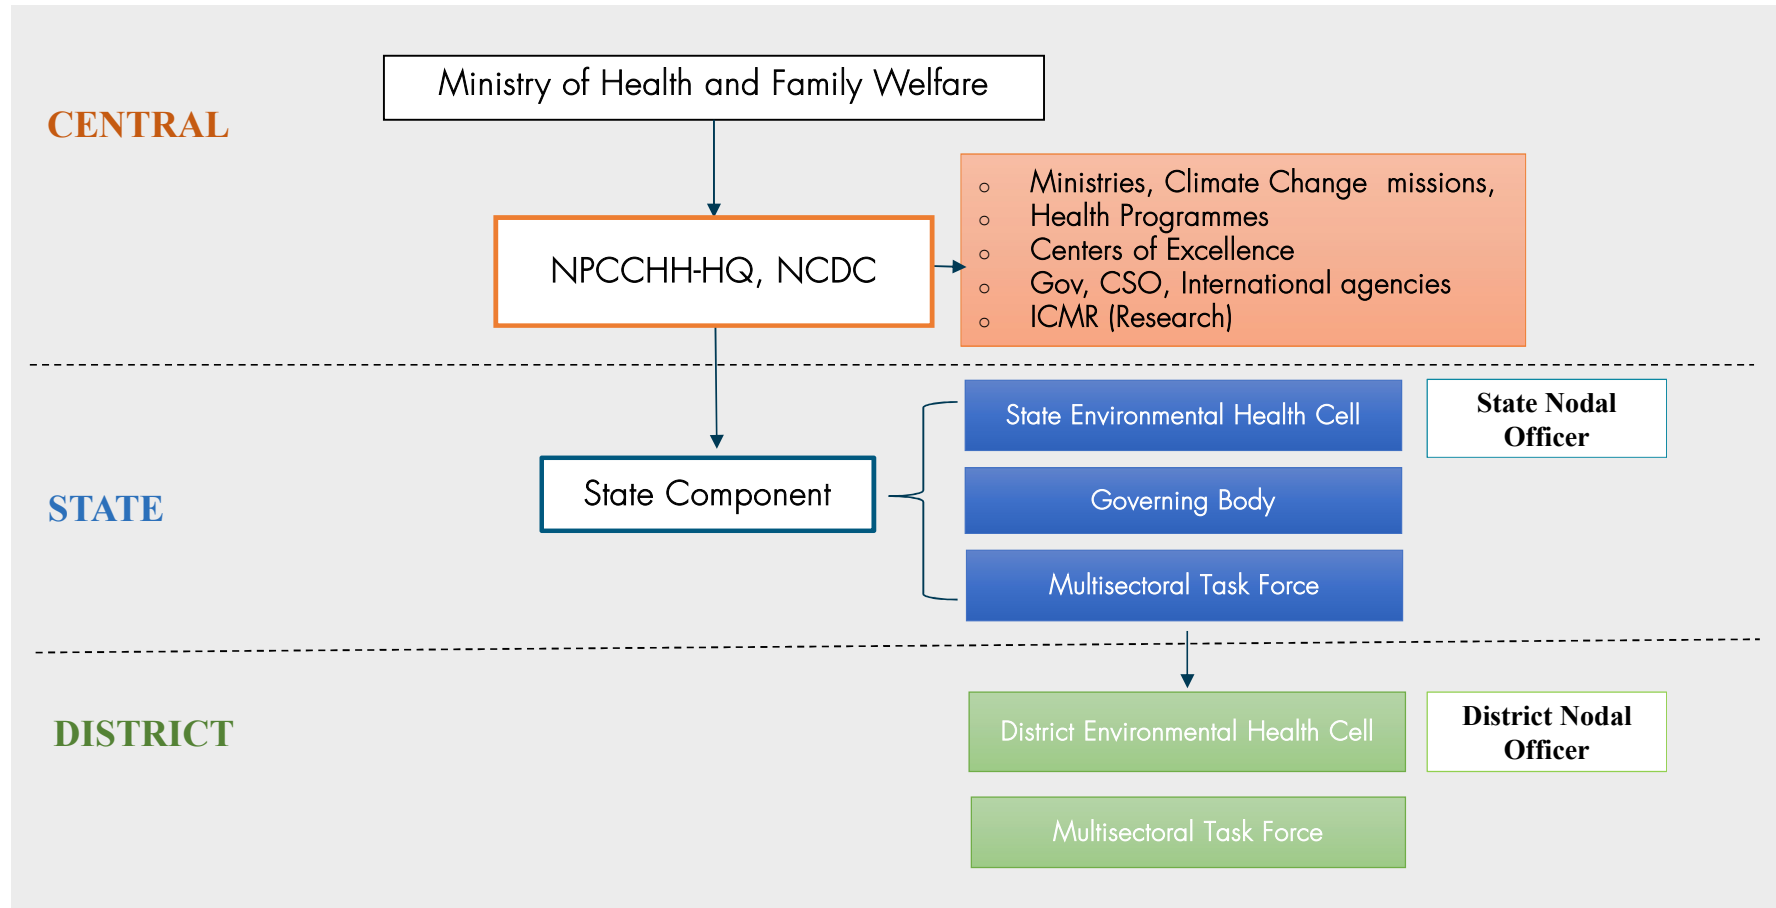 Ministry of Health and Family Welfare
CENTRAL
NPCCHH-HQ, NCDC
o Ministries, Climate Change missions,
o Health Programmes
o Centers of Excellence
o Gov, CSO, International agencies
o ICMR (Research)
STATE
State Component
State Environmental Health Cell
State Nodal
Officer
Governing Body
Multisectoral Task Force
DISTRICT
District Environmental Health Cell
District Nodal
Officer
Multisectoral Task Force